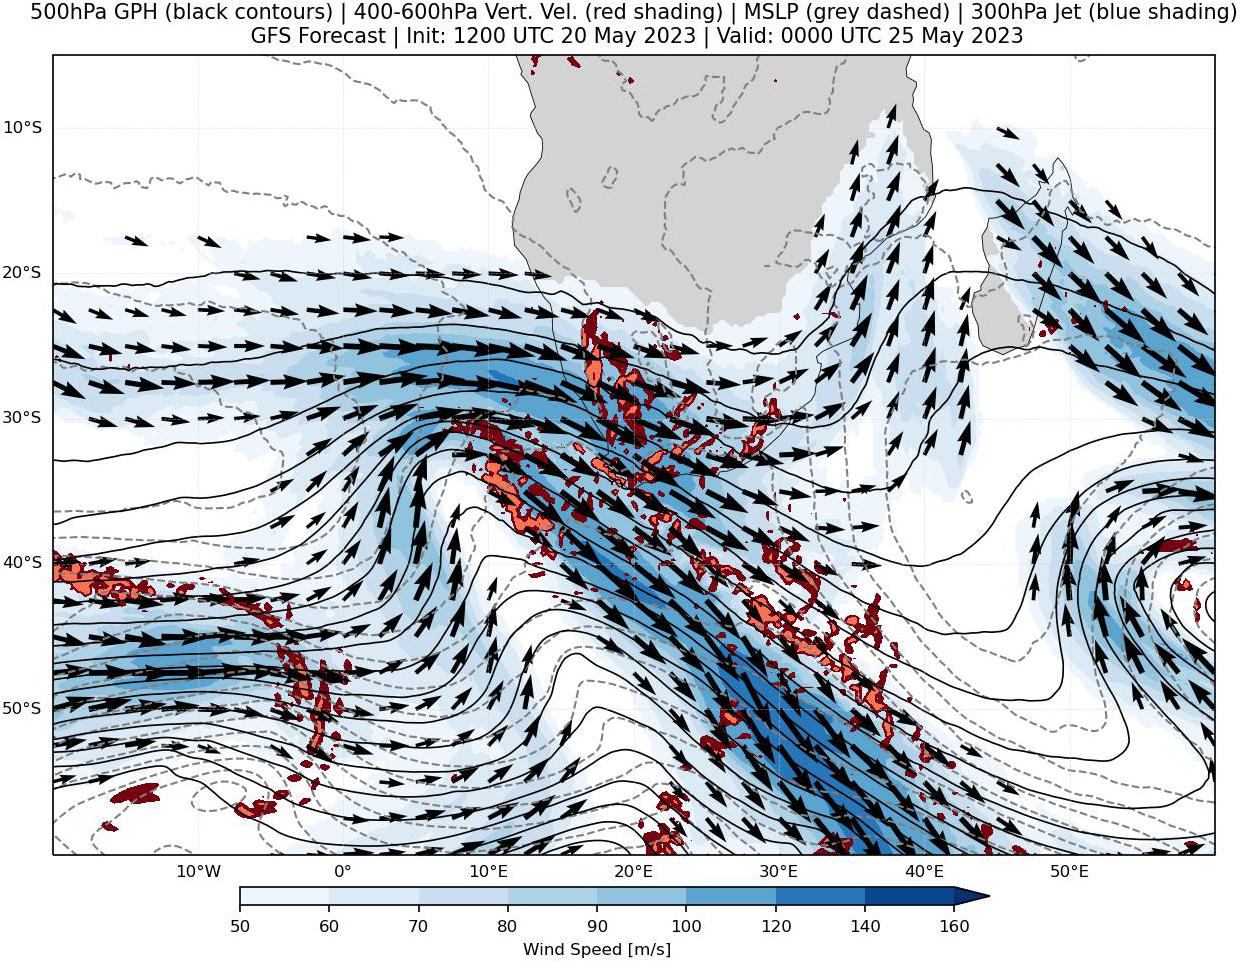 500hPa GPH (black contours) | 400-600hPa Vert. Vel. (red shading) | MSLP (grey dashed) | 300hPa Jet (blue shading)
GFS Forecast | Init: 1200 UTC 20 May 2023 | Valid: 0000 UTC 25 May 2023
10°S
20°S
30°S
40°S
50°S
10°W 0° 10°E 20°E 30°E 40°E 50°E
50 60 70 80 90 100 120 140 160
Wind Speed [m/s]